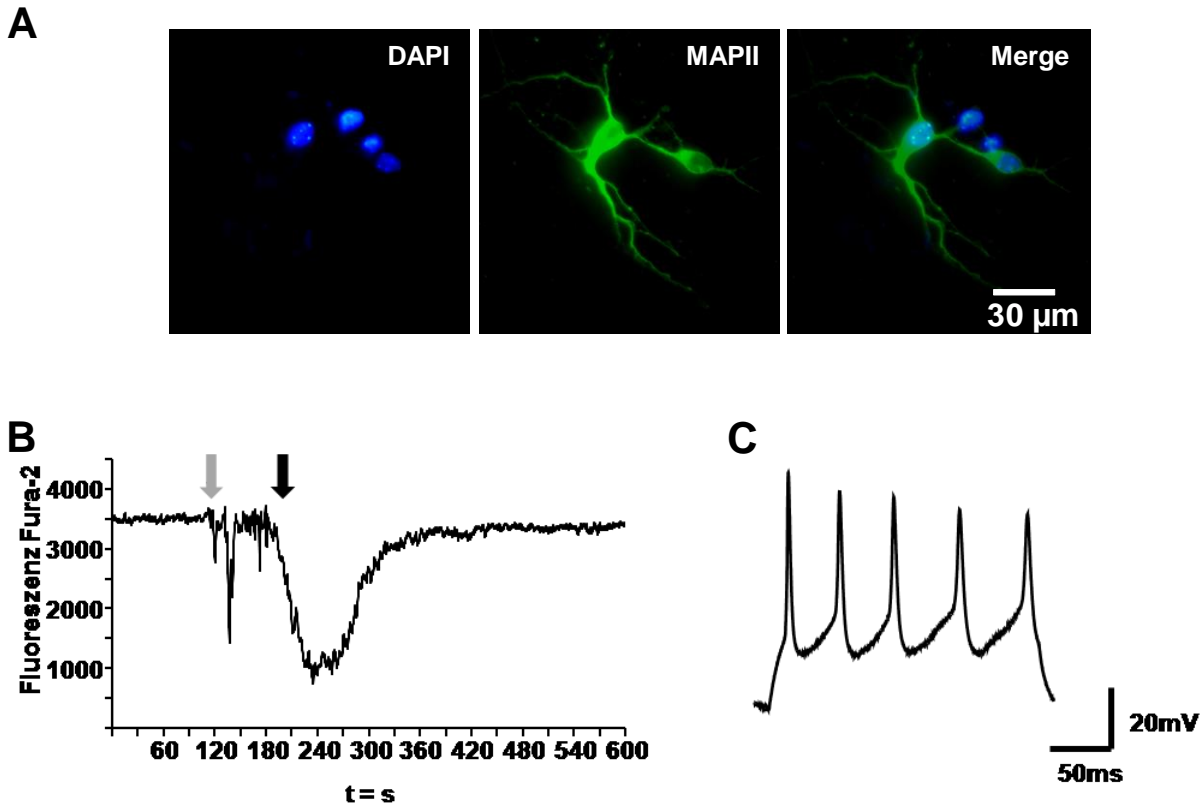 A
DAPI
MAPII
Merge
30 µm
B
Fluoreszenz Fura-2
4000
3000
2000
1000
60 120 180 240 300 360 420 480 540 600
t = s
C
20mV
50ms